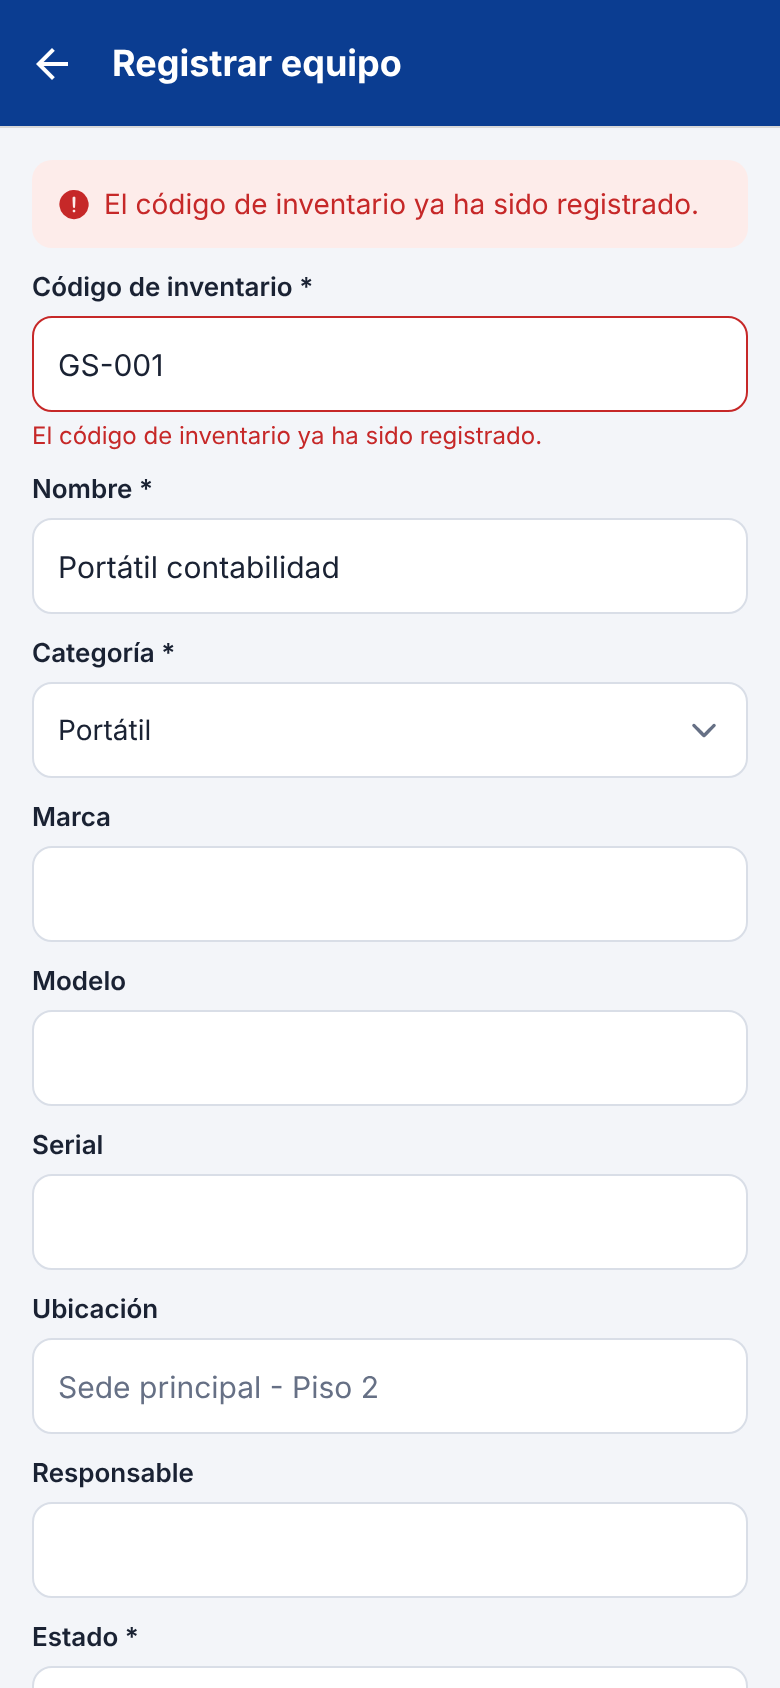 Registrar equipo
El código de inventario ya ha sido registrado.
Código de inventario *
GS-001
El código de inventario ya ha sido registrado.
Nombre *
Portátil contabilidad
Categoría *
Portátil
Marca
Modelo
Serial
Ubicación
Sede principal - Piso 2
Responsable
Estado *